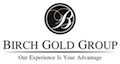 B
BIRCH GOLD GROUP
Our Experience Is Your Advantage